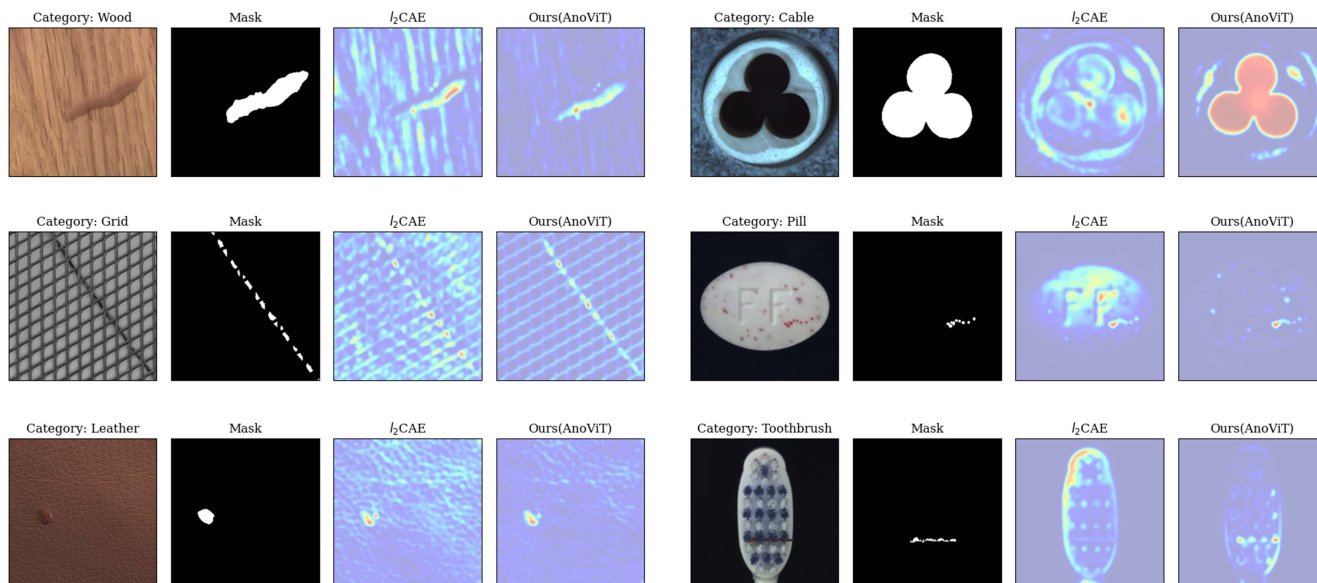 Category: Wood Mask l₂CAE Ours(AnoViT) Category: Cable Mask l₂CAE Ours(AnoViT)
Category: Grid Mask l₂CAE Ours(AnoViT) Category: Pill Mask l₂CAE Ours(AnoViT)
FF
Category: Leather Mask l₂CAE Ours(AnoViT) Category: Toothbrush Mask l₂CAE Ours(AnoViT)